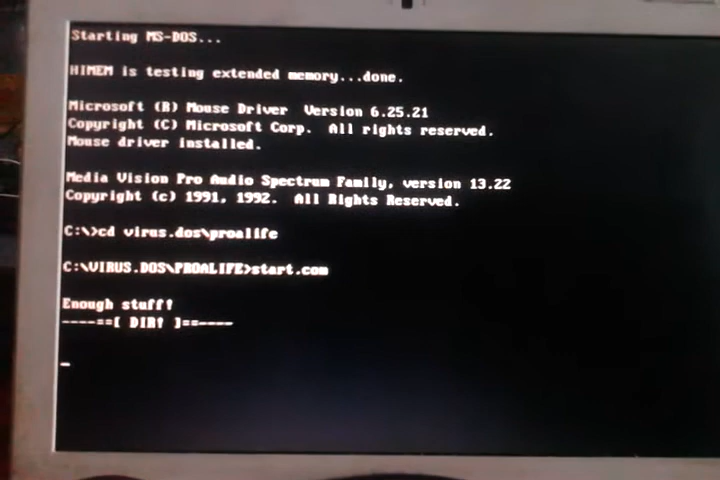 Starting MS-DOS...
HIMEM is testing extended memory...done.
Microsoft (R) Mouse Driver  Version 6.25.21
Copyright (C) Microsoft Corp.  All rights reserved.
Mouse driver installed.
Media Vision Pro Audio Spectrum Family, version 13.22
Copyright (c) 1991, 1992.  All Rights Reserved.
C:\>cd virus.dos\proalife
C:\VIRUS.DOS\PROALIFE>start.com
Enough stuff!
----==[ DIR! ]==----